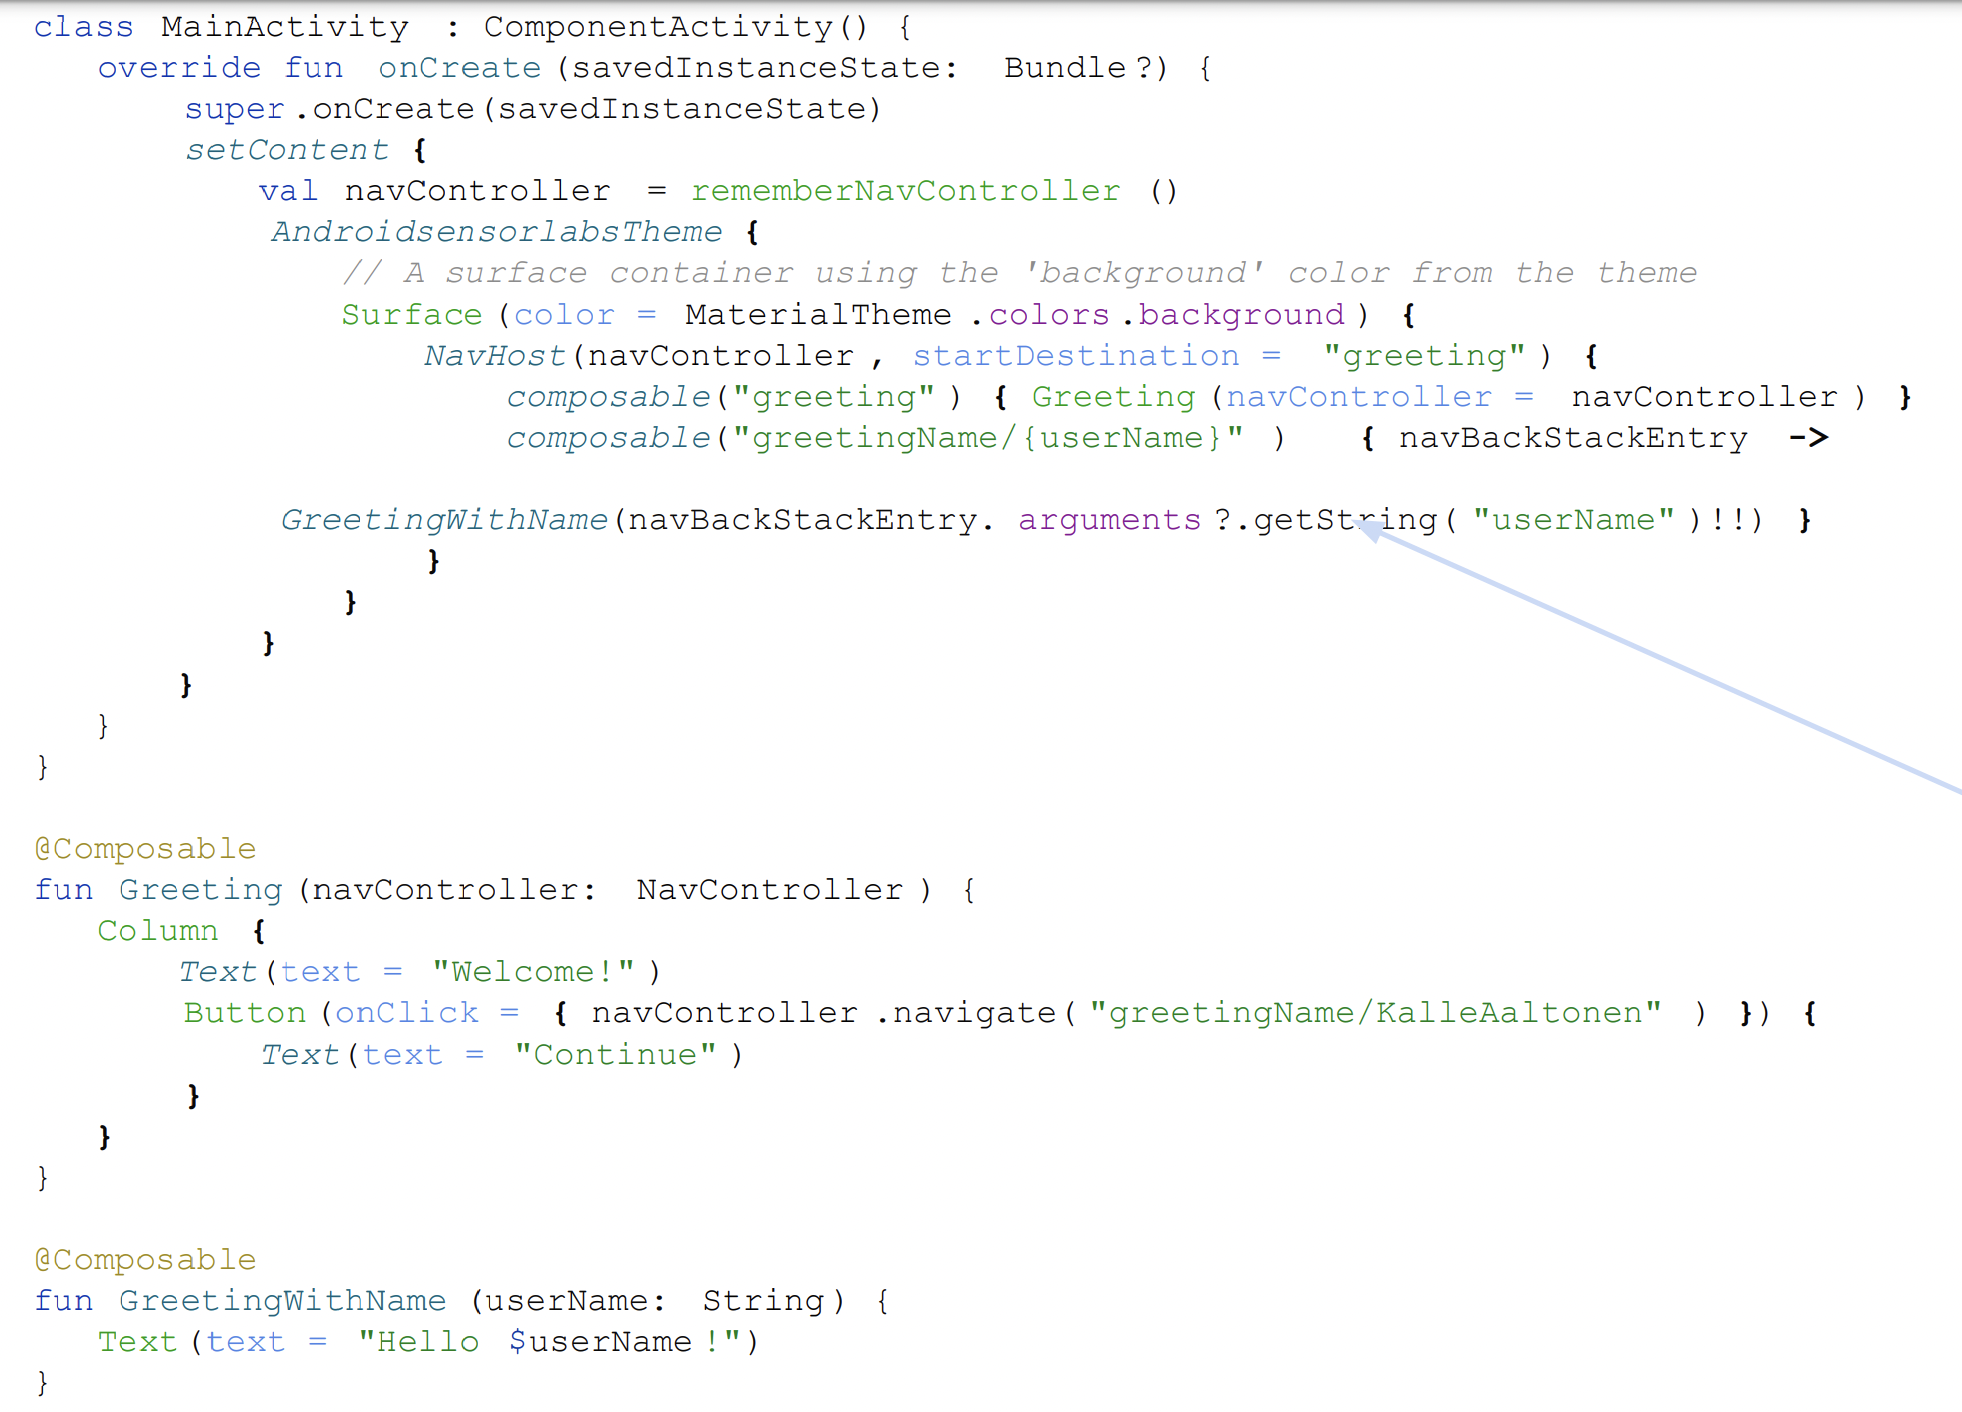 class MainActivity : ComponentActivity() {
override fun onCreate(savedInstanceState: Bundle?) {
super.onCreate(savedInstanceState)
setContent {
val navController = rememberNavController()
AndroidsensorlabsTheme {
// A surface container using the 'background' color from the theme
Surface(color = MaterialTheme.colors.background) {
NavHost(navController, startDestination = "greeting") {
composable("greeting") { Greeting(navController = navController) }
composable("greetingName/{userName}") { navBackStackEntry ->
GreetingWithName(navBackStackEntry.arguments?.getString("userName")!!) }
}
}
}
}
}
}
@Composable
fun Greeting(navController: NavController) {
Column {
Text(text = "Welcome!")
Button(onClick = { navController.navigate("greetingName/KalleAaltonen") }) {
Text(text = "Continue")
}
}
}
@Composable
fun GreetingWithName(userName: String) {
Text(text = "Hello $userName!")
}